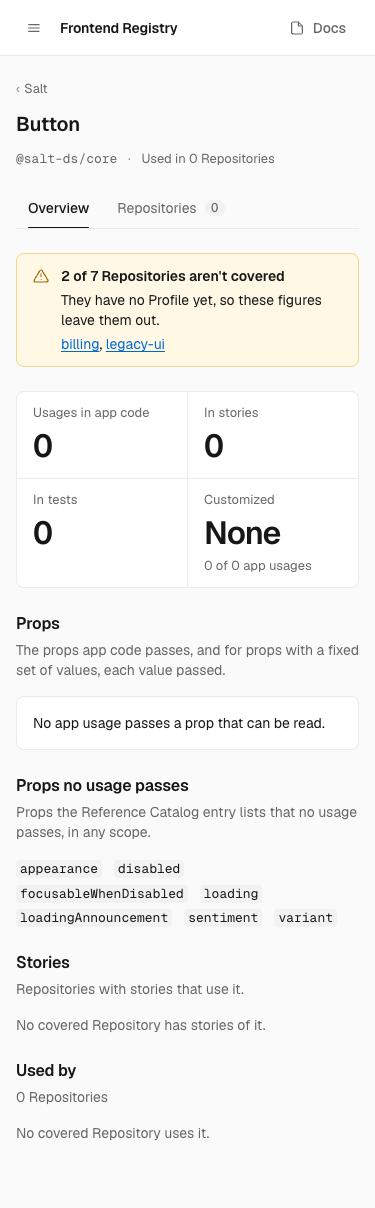 Frontend Registry
Docs
‹ Salt
Button
@salt-ds/core · Used in 0 Repositories
Overview
Repositories 0
2 of 7 Repositories aren't covered
They have no Profile yet, so these figures
leave them out.
billing, legacy-ui
Usages in app code
0
In stories
0
In tests
0
Customized
None
0 of 0 app usages
Props
The props app code passes, and for props with a fixed
set of values, each value passed.
No app usage passes a prop that can be read.
Props no usage passes
Props the Reference Catalog entry lists that no usage
passes, in any scope.
appearance disabled
focusableWhenDisabled loading
loadingAnnouncement sentiment variant
Stories
Repositories with stories that use it.
No covered Repository has stories of it.
Used by
0 Repositories
No covered Repository uses it.